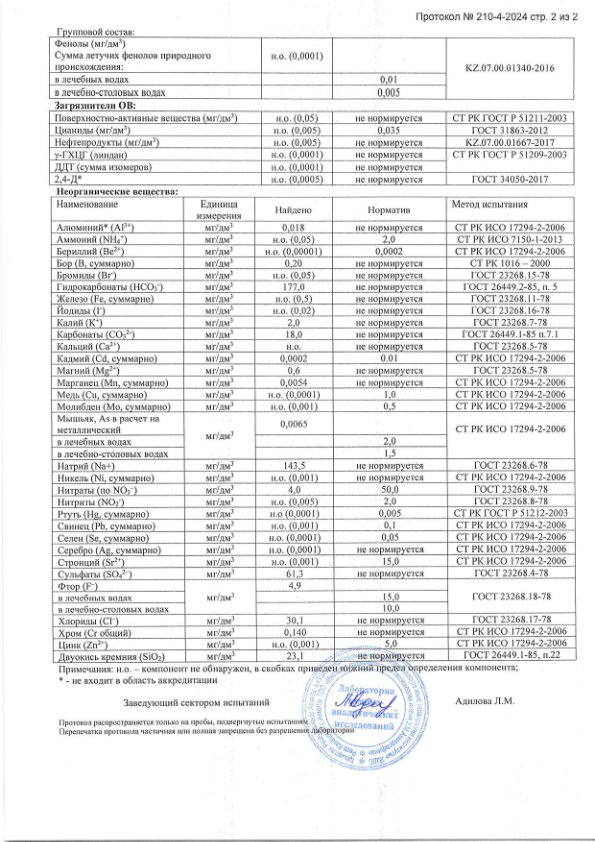 Протокол № 210-4-2024 стр. 2 из 2
Групповой состав:
Фенолы (мг/дм³)
Сумма летучих фенолов природного происхождения: н.о. (0,0001) KZ.07.00.01340-2016
в лечебных водах 0,01
в лечебно-столовых водах 0,005
Загрязнители ОВ:
Поверхностно-активные вещества (мг/дм³) н.о. (0,05) не нормируется СТ РК ГОСТ Р 51211-2003
Цианиды (мг/дм³) н.о. (0,005) 0,035 ГОСТ 31863-2012
Нефтепродукты (мг/дм³) н.о. (0,005) не нормируется KZ.07.00.01667-2017
γ-ГХЦГ (линдан) н.о. (0,0001) не нормируется СТ РК ГОСТ Р 51209-2003
ДДТ (сумма изомеров) н.о. (0,0001) не нормируется
2,4-Д* н.о. (0,0005) не нормируется ГОСТ 34050-2017
Неорганические вещества:
Наименование Единица измерения Найдено Норматив Метод испытания
Алюминий* (Al³⁺) мг/дм³ 0,018 не нормируется СТ РК ИСО 17294-2-2006
Аммоний (NH₄⁺) мг/дм³ н.о. (0,05) 2,0 СТ РК ИСО 7150-1-2013
Бериллий (Be²⁺) мг/дм³ н.о. (0,00001) 0,0002 СТ РК ИСО 17294-2-2006
Бор (B, суммарно) мг/дм³ 0,20 не нормируется СТ РК 1016 – 2000
Бромиды (Br⁻) мг/дм³ н.о. (0,05) не нормируется ГОСТ 23268.15-78
Гидрокарбонаты (HCO₃⁻) мг/дм³ 177,0 не нормируется ГОСТ 26449.2-85, п. 5
Железо (Fe, суммарно) мг/дм³ н.о. (0,5) не нормируется ГОСТ 23268.11-78
Йодиды (I⁻) мг/дм³ н.о. (0,02) не нормируется ГОСТ 23268.16-78
Калий (K⁺) мг/дм³ 2,0 не нормируется ГОСТ 23268.7-78
Карбонаты (CO₃²⁻) мг/дм³ 18,0 не нормируется ГОСТ 26449.1-85 п.7.1
Кальций (Ca²⁺) мг/дм³ н.о. не нормируется ГОСТ 23268.5-78
Кадмий (Cd, суммарно) мг/дм³ 0,0002 0.01 СТ РК ИСО 17294-2-2006
Магний (Mg²⁺) мг/дм³ 0,6 не нормируется ГОСТ 23268.5-78
Марганец (Mn, суммарно) мг/дм³ 0,0054 не нормируется СТ РК ИСО 17294-2-2006
Медь (Cu, суммарно) мг/дм³ н.о. (0,0001) 1,0 СТ РК ИСО 17294-2-2006
Молибден (Mo, суммарно) мг/дм³ н.о. (0,001) 0,5 СТ РК ИСО 17294-2-2006
Мышьяк, As в расчет на металлический мг/дм³ 0,0065 СТ РК ИСО 17294-2-2006
в лечебных водах 2,0
в лечебно-столовых водах 1,5
Натрий (Na+) мг/дм³ 143,5 не нормируется ГОСТ 23268.6-78
Никель (Ni, суммарно) мг/дм³ н.о. (0,001) не нормируется СТ РК ИСО 17294-2-2006
Нитраты (по NO₃⁻) мг/дм³ 4,0 50,0 ГОСТ 23268.9-78
Нитриты (NO₂⁻) мг/дм³ н.о. (0,005) 2,0 ГОСТ 23268.8-78
Ртуть (Hg, суммарно) мг/дм³ н.о. (0,0001) 0,005 СТ РК ГОСТ Р 51212-2003
Свинец (Pb, суммарно) мг/дм³ н.о. (0,001) 0,1 СТ РК ИСО 17294-2-2006
Селен (Se, суммарно) мг/дм³ н.о. (0,0001) 0,05 СТ РК ИСО 17294-2-2006
Серебро (Ag, суммарно) мг/дм³ н.о. (0,0001) не нормируется СТ РК ИСО 17294-2-2006
Стронций (Sr²⁺) мг/дм³ н.о. (0,001) 15,0 СТ РК ИСО 17294-2-2006
Сульфаты (SO₄²⁻) мг/дм³ 61,3 не нормируется ГОСТ 23268.4-78
Фтор (F⁻) мг/дм³ 4,9 ГОСТ 23268.18-78
в лечебных водах 15,0
в лечебно-столовых водах 10,0
Хлориды (Cl⁻) мг/дм³ 30,1 не нормируется ГОСТ 23268.17-78
Хром (Cr общий) мг/дм³ 0,140 не нормируется СТ РК ИСО 17294-2-2006
Цинк (Zn²⁺) мг/дм³ н.о. (0,001) 5,0 СТ РК ИСО 17294-2-2006
Двуокись кремния (SiO₂) мг/дм³ 23,1 не нормируется ГОСТ 26449.1-85, п.22
Примечания: н.о. – компонент не обнаружен, в скобках приведен нижний предел определения компонента;
* - не входит в область аккредитации
Заведующий сектором испытаний Адилова Л.М.
Лаборатория
аналитических
исследований
Протокол распространяется только на пробы, подвергнутые испытаниям.
Перепечатка протокола частичная или полная запрещена без разрешения лаборатории